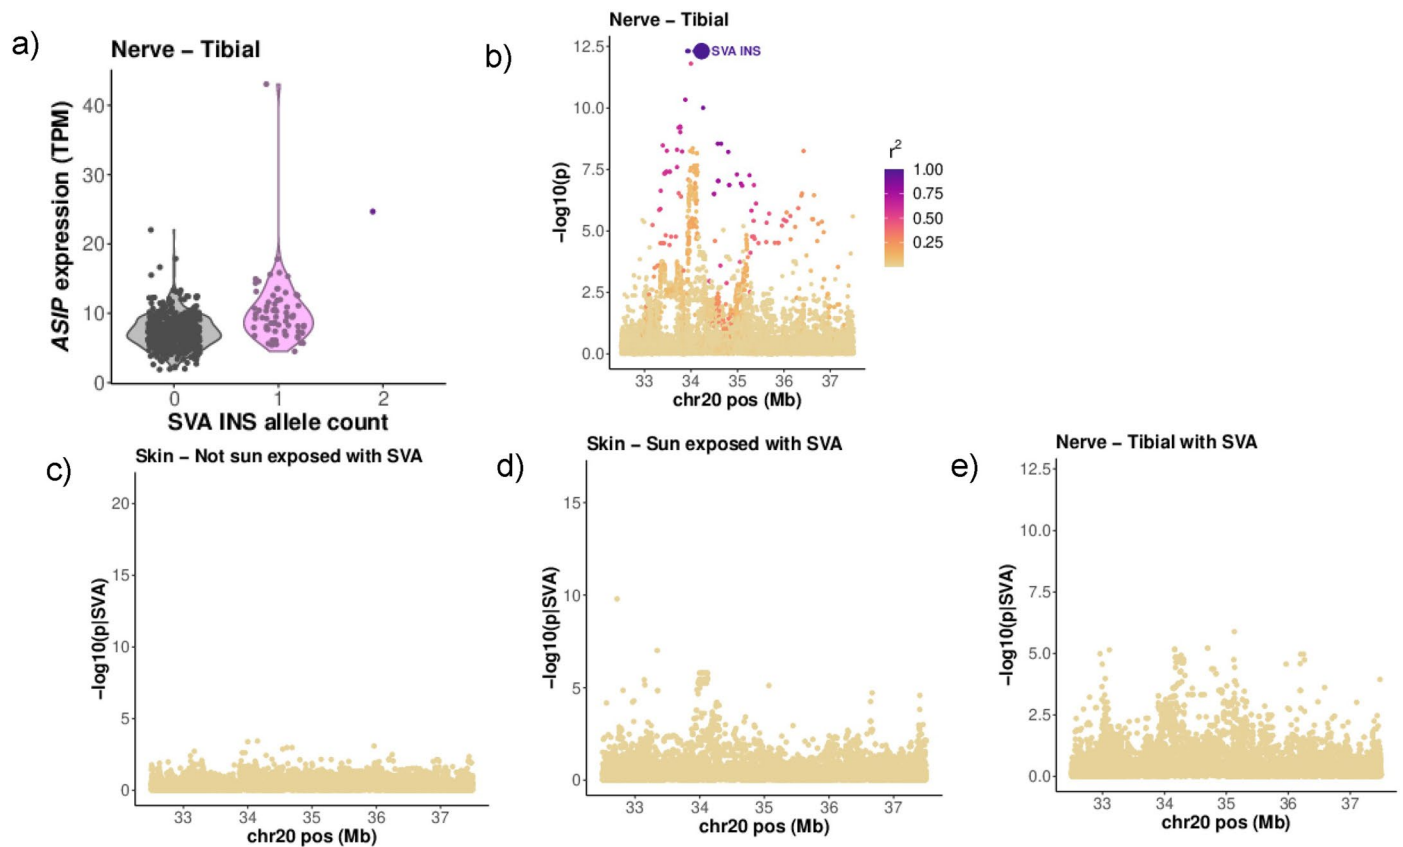 a)
Nerve – Tibial
ASIP expression (TPM)
40
30
20
10
0
0 1 2
SVA INS allele count
b)
Nerve – Tibial
−log10(p)
12.5
10.0
7.5
5.0
2.5
0.0
SVA INS
33 34 35 36 37
chr20 pos (Mb)
r²
1.00
0.75
0.50
0.25
c)
Skin – Not sun exposed with SVA
−log10(p|SVA)
20
15
10
5
0
33 34 35 36 37
chr20 pos (Mb)
d)
Skin – Sun exposed with SVA
−log10(p|SVA)
15
10
5
0
33 34 35 36 37
chr20 pos (Mb)
e)
Nerve – Tibial with SVA
−log10(p|SVA)
12.5
10.0
7.5
5.0
2.5
0.0
33 34 35 36 37
chr20 pos (Mb)